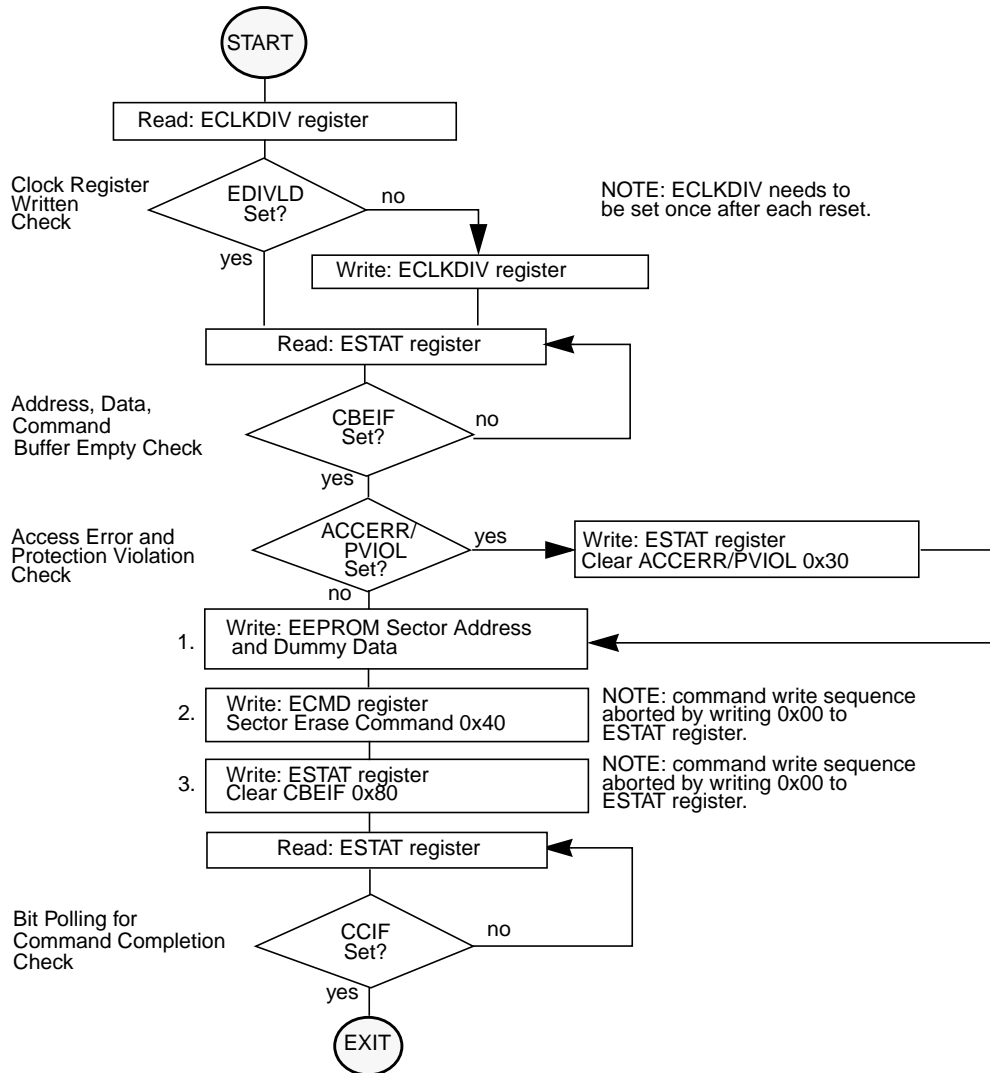 START
Read: ECLKDIV register
Clock Register
Written
Check
EDIVLD
Set?
no
yes
NOTE: ECLKDIV needs to
be set once after each reset.
Write: ECLKDIV register
Read: ESTAT register
Address, Data,
Command
Buffer Empty Check
CBEIF
Set?
no
yes
Access Error and
Protection Violation
Check
ACCERR/
PVIOL
Set?
yes
no
Write: ESTAT register
Clear ACCERR/PVIOL 0x30
1.
Write: EEPROM Sector Address
and Dummy Data
2.
Write: ECMD register
Sector Erase Command 0x40
NOTE: command write sequence
aborted by writing 0x00 to
ESTAT register.
3.
Write: ESTAT register
Clear CBEIF 0x80
NOTE: command write sequence
aborted by writing 0x00 to
ESTAT register.
Read: ESTAT register
Bit Polling for
Command Completion
Check
CCIF
Set?
no
yes
EXIT